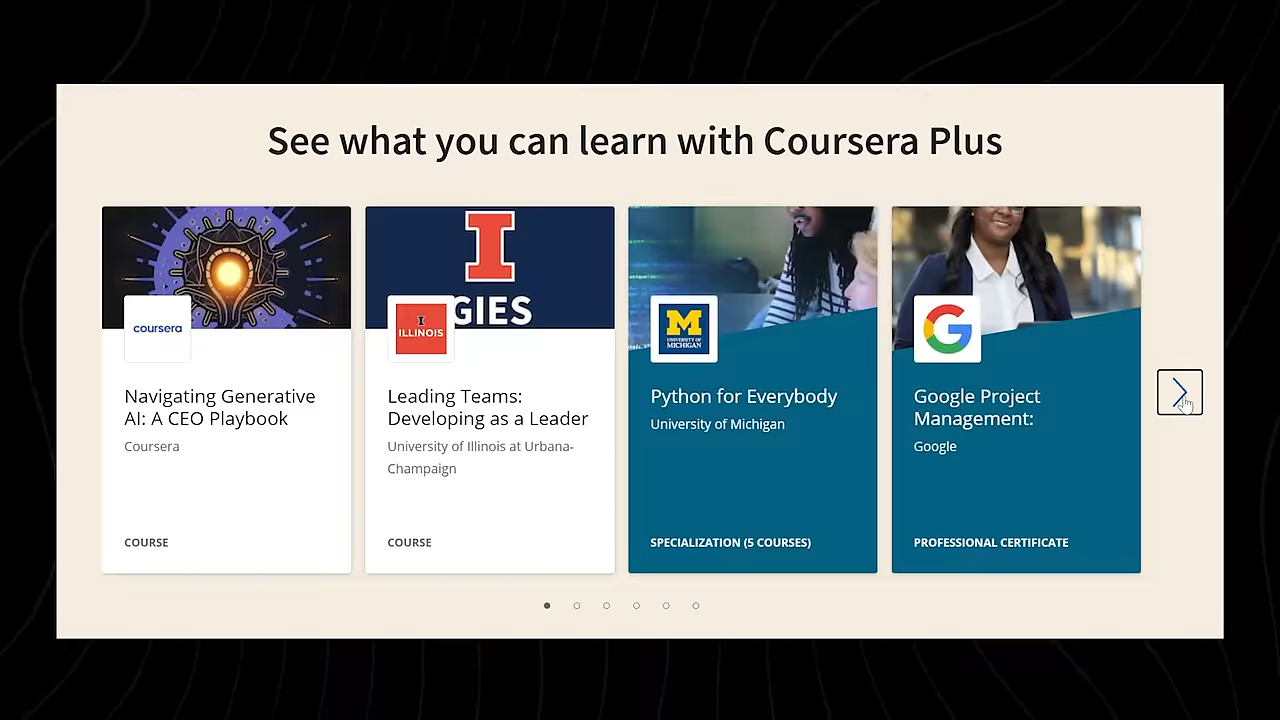 See what you can learn with Coursera Plus
GIES
coursera
ILLINOIS
UNIVERSITY OF
MICHIGAN
Navigating Generative
AI: A CEO Playbook
Coursera
COURSE
Leading Teams:
Developing as a Leader
University of Illinois at Urbana-
Champaign
COURSE
Python for Everybody
University of Michigan
SPECIALIZATION (5 COURSES)
Google Project
Management:
Google
PROFESSIONAL CERTIFICATE